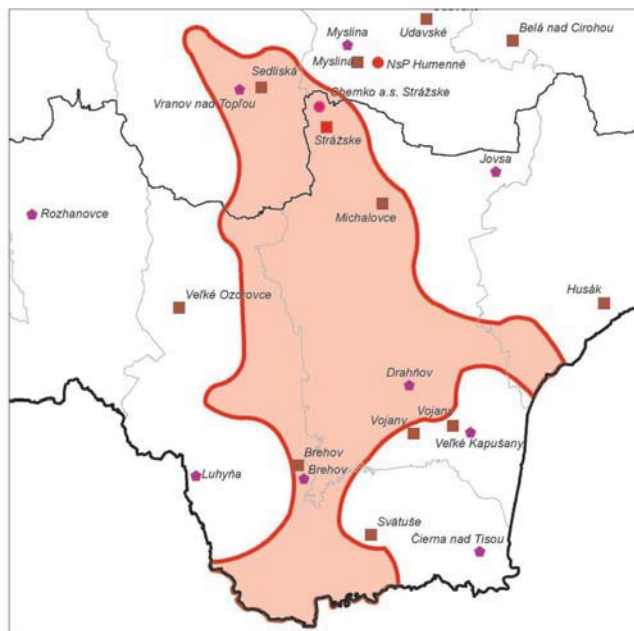 Udavské
Belá nad Cirohou
Myslina
Myslina
NsP Humenné
Sedliská
Chemko a.s. Strážske
Vranov nad Topľou
Strážske
Jovsa
Michalovce
Rozhanovce
Husák
Veľké Ozorovce
Drahňov
Vojany
Vojany
Veľké Kapušany
Brehov
Brehov
Luhyňa
Svätuše
Čierna nad Tisou